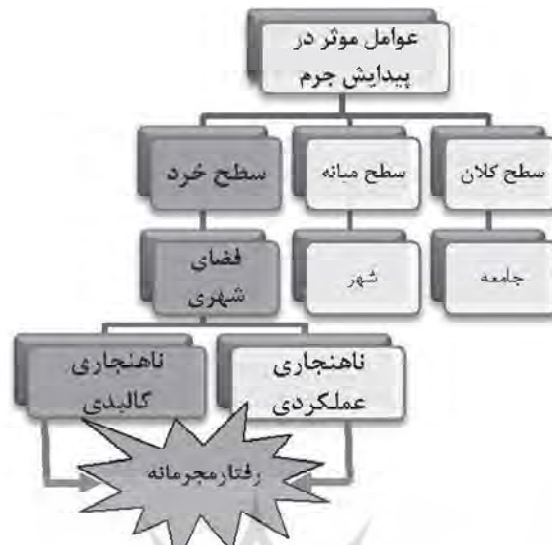 عوامل موثر در
پیدایش جرم
سطح کلان
سطح میانه
سطح خرد
جامعه
شهر
فضای
شهری
ناهنجاری
عملکردی
ناهنجاری
کالبدی
رفتارمجرمانه